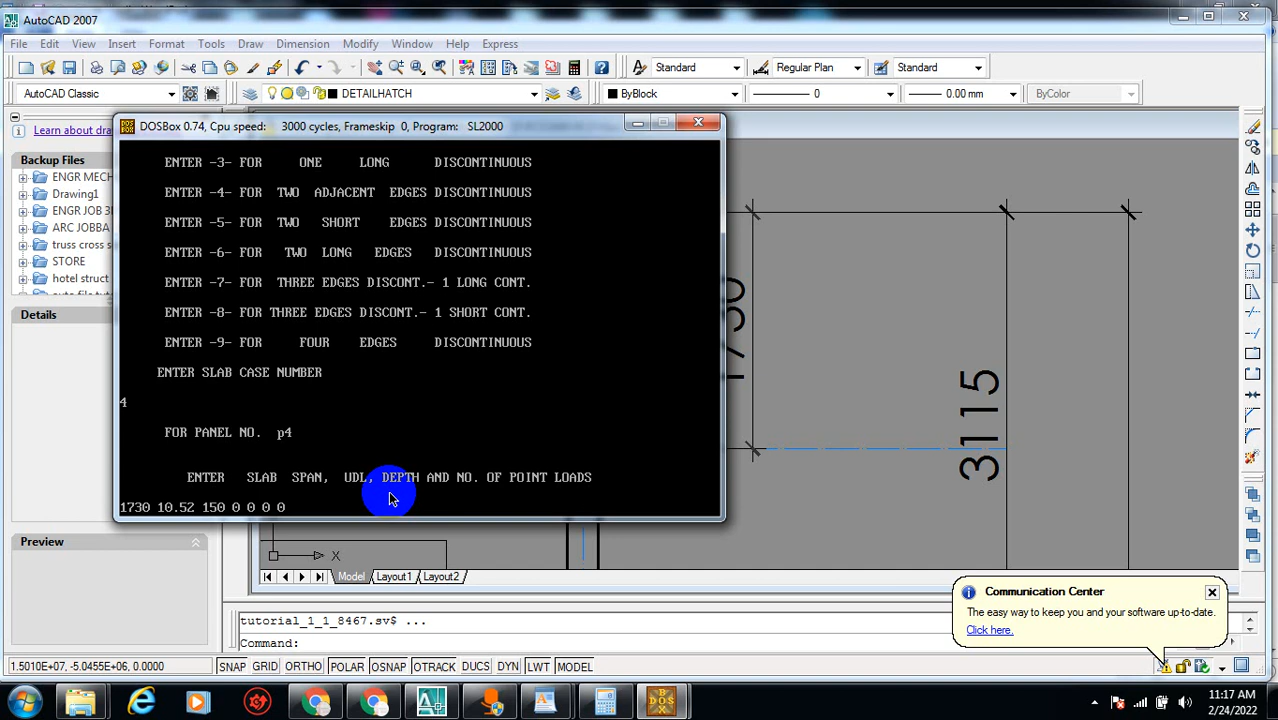 AutoCAD 2007
File Edit View Insert Format Tools Draw Dimension Modify Window Help Express
Standard Regular Plan Standard
AutoCAD Classic DETAILHATCH ByBlock 0 0.00 mm ByColor
Learn about dra
Backup Files
ENGR MECH
Drawing1
ENGR JOB 3
ARC JOBBA
truss cross s
STORE
hotel struct
Details
Preview
DOSBox 0.74, Cpu speed: 3000 cycles, Frameskip 0, Program: SL2000
ENTER -3- FOR ONE LONG DISCONTINUOUS
ENTER -4- FOR TWO ADJACENT EDGES DISCONTINUOUS
ENTER -5- FOR TWO SHORT EDGES DISCONTINUOUS
ENTER -6- FOR TWO LONG EDGES DISCONTINUOUS
ENTER -7- FOR THREE EDGES DISCONT.- 1 LONG CONT.
ENTER -8- FOR THREE EDGES DISCONT.- 1 SHORT CONT.
ENTER -9- FOR FOUR EDGES DISCONTINUOUS
ENTER SLAB CASE NUMBER
4
FOR PANEL NO. p4
ENTER SLAB SPAN, UDL, DEPTH AND NO. OF POINT LOADS
1730 10.52 150 0 0 0 0
3115
X
Model Layout1 Layout2
Communication Center
The easy way to keep you and your software up-to-date.
Click here.
tutorial_1_1_8467.sv$ ...
Command:
1.5010E+07, -5.0455E+06, 0.0000 SNAP GRID ORTHO POLAR OSNAP OTRACK DUCS DYN LWT MODEL
DOS BOX
11:17 AM
2/24/2022